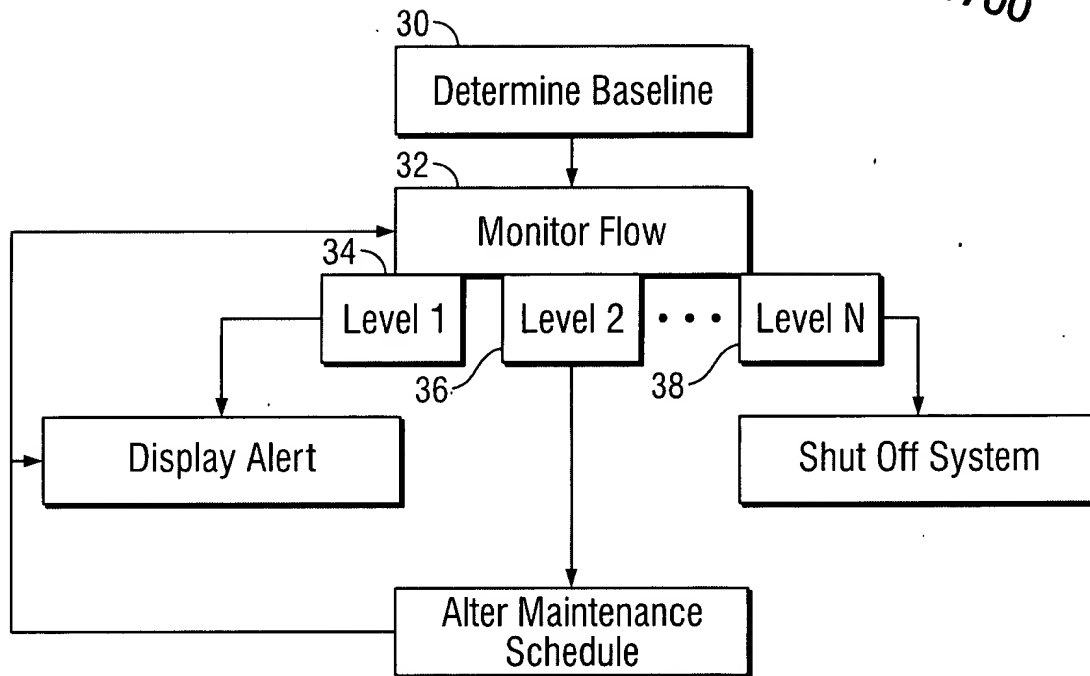 30
Determine Baseline
32
Monitor Flow
34
Level 1
Level 2
• • •
Level N
36
38
Display Alert
Shut Off System
Alter Maintenance
Schedule